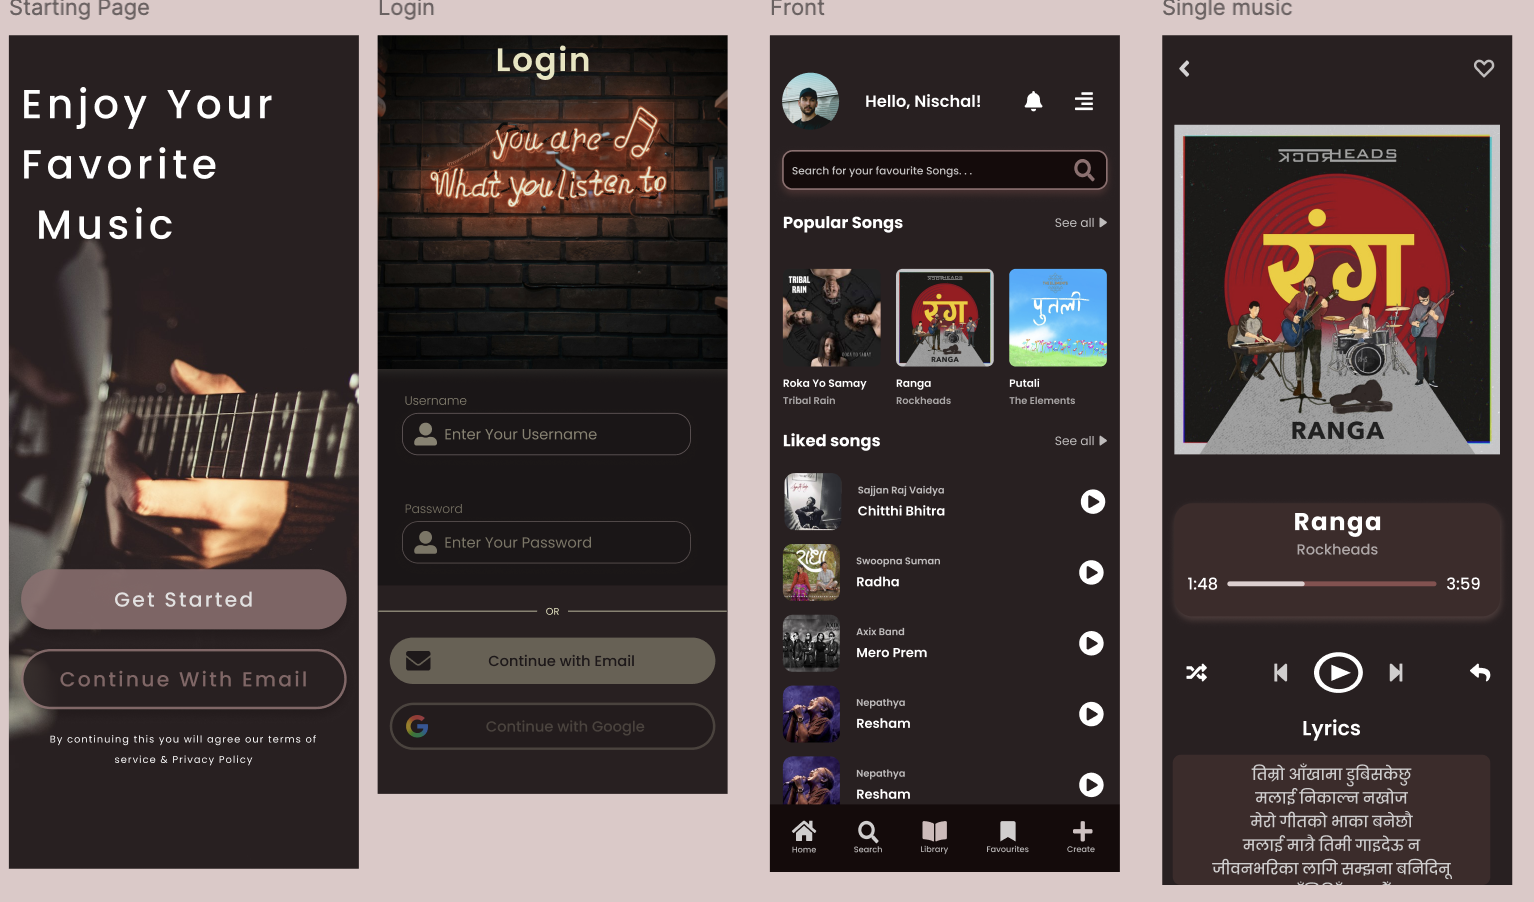 Starting Page
Enjoy Your
Favorite
Music
Get Started
Continue With Email
By continuing this you will agree our terms of
service & Privacy Policy
Login
Login
you are
What you listen to
Username
Enter Your Username
Password
Enter Your Password
OR
Continue with Email
Continue with Google
Front
Hello, Nischal!
Search for your favourite Songs. . .
Popular Songs
See all
TRIBAL
RAIN
ROKA YO SAMAY
ROCKHEADS
रंग
RANGA
पुतली
Roka Yo Samay
Tribal Rain
Ranga
Rockheads
Putali
The Elements
Liked songs
See all
Sajjan Raj Vaidya
Chitthi Bhitra
राधा
Swoopna Suman
Radha
Axix Band
Mero Prem
Nepathya
Resham
Nepathya
Resham
Home
Search
Library
Favourites
Create
Single music
ROCKHEADS
रंग
RANGA
Ranga
Rockheads
1:48
3:59
Lyrics
तिम्रो आँखामा डुबिसकेछु
मलाई निकाल्न नखोज
मेरो गीतको भाका बनेछौ
मलाई मात्रै तिमी गाइदेऊ न
जीवनभरिका लागि सम्झना बनिदिनू